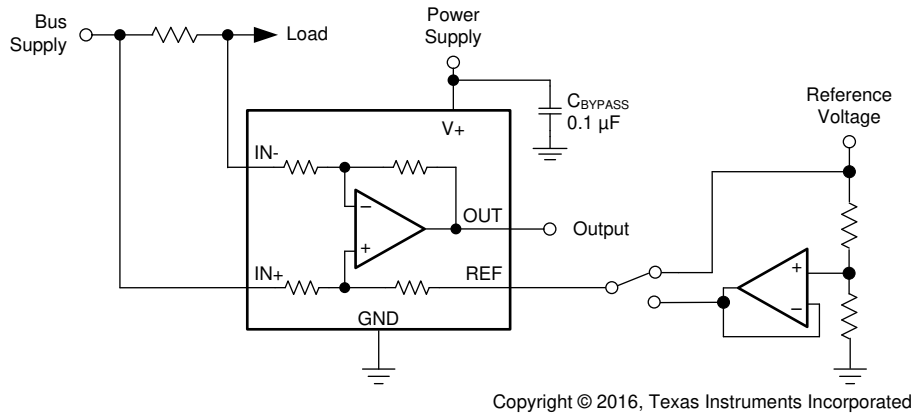 Bus
Supply
Load
Power
Supply
C_BYPASS
0.1 µF
Reference
Voltage
V+
IN-
OUT
Output
IN+
REF
GND
−
+
+
−
Copyright © 2016, Texas Instruments Incorporated